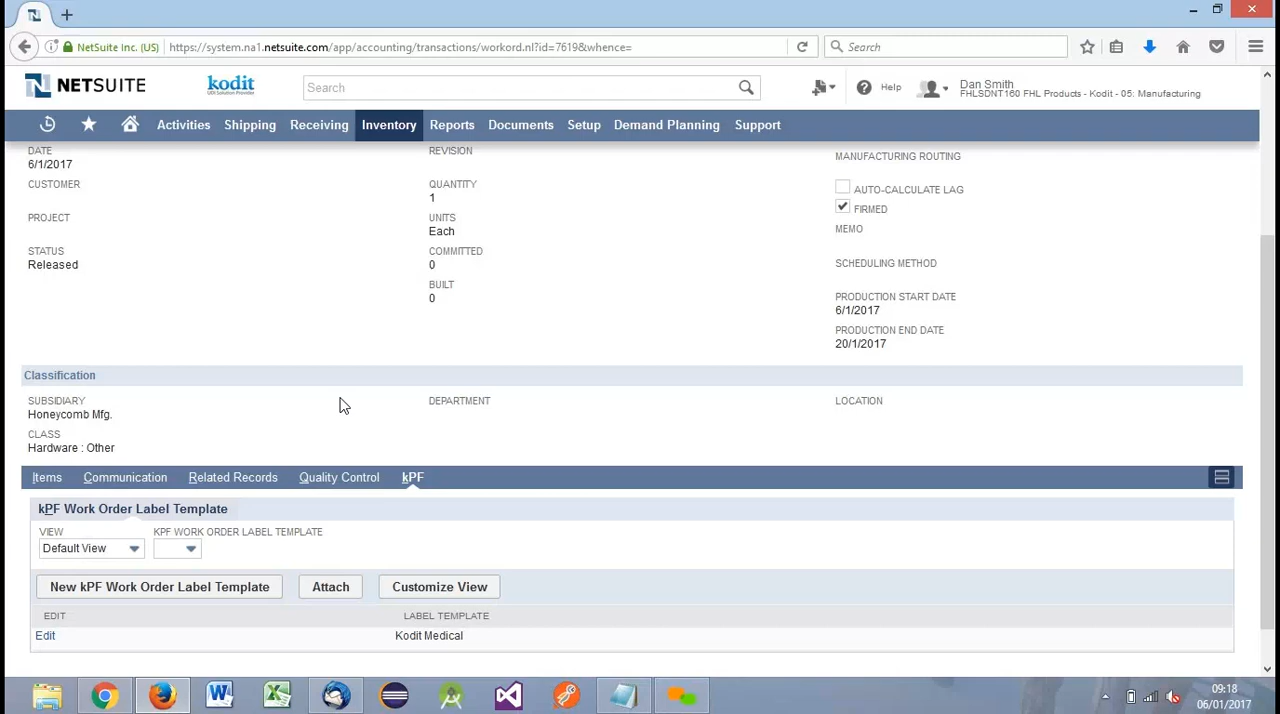 NetSuite Inc. (US)
https://system.na1.netsuite.com/app/accounting/transactions/workord.nl?id=7619&whence=
Search
NETSUITE
kodit
UDI Solution Provider
Search
Help
Dan Smith
FHLSDNT160 FHL Products - Kodit - 05: Manufacturing
Activities Shipping Receiving Inventory Reports Documents Setup Demand Planning Support
DATE
6/1/2017
CUSTOMER
PROJECT
STATUS
Released
REVISION
QUANTITY
1
UNITS
Each
COMMITTED
0
BUILT
0
MANUFACTURING ROUTING
AUTO-CALCULATE LAG
FIRMED
MEMO
SCHEDULING METHOD
PRODUCTION START DATE
6/1/2017
PRODUCTION END DATE
20/1/2017
Classification
SUBSIDIARY
Honeycomb Mfg.
CLASS
Hardware : Other
DEPARTMENT
LOCATION
Items Communication Related Records Quality Control kPF
kPF Work Order Label Template
VIEW
Default View
KPF WORK ORDER LABEL TEMPLATE
New kPF Work Order Label Template Attach Customize View
EDIT LABEL TEMPLATE
Edit Kodit Medical
09:18
06/01/2017